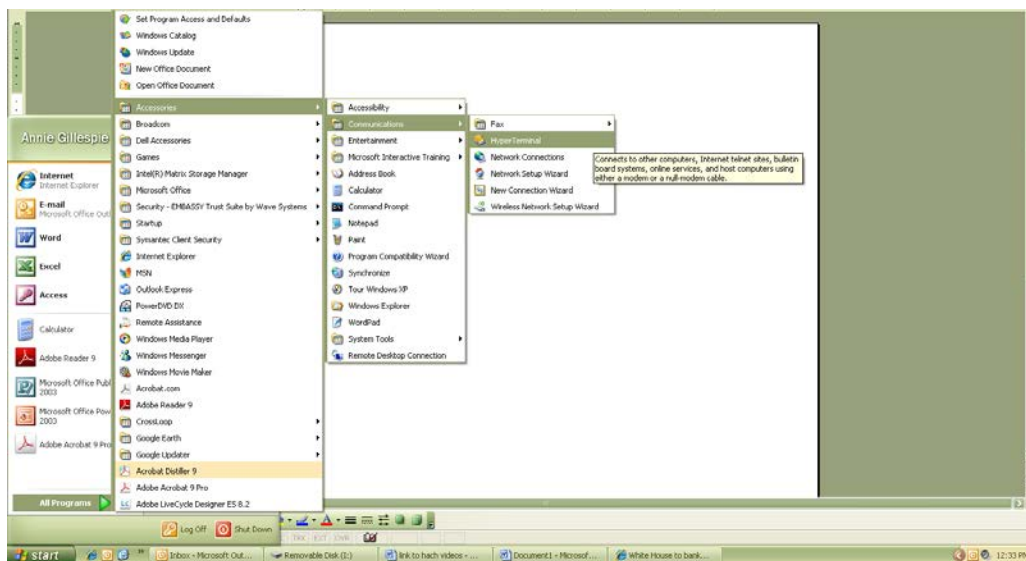 Set Program Access and Defaults
Windows Catalog
Windows Update
New Office Document
Open Office Document
Accessories
Broadcom
Dell Accessories
Games
Intel(R) Matrix Storage Manager
Microsoft Office
Security - EMBASSY Trust Suite by Wave Systems
Startup
Symantec Client Security
Internet Explorer
MSN
Outlook Express
PowerDVD DX
Remote Assistance
Windows Media Player
Windows Messenger
Windows Movie Maker
Acrobat.com
Adobe Reader 9
CrossLoop
Google Earth
Google Updater
Acrobat Distiller 9
Adobe Acrobat 9 Pro
Adobe LiveCycle Designer ES 8.2
Accessibility
Communications
Entertainment
Microsoft Interactive Training
Address Book
Calculator
Command Prompt
Notepad
Paint
Program Compatibility Wizard
Synchronize
Tour Windows XP
Windows Explorer
WordPad
System Tools
Remote Desktop Connection
Fax
HyperTerminal
Network Connections
Network Setup Wizard
New Connection Wizard
Wireless Network Setup Wizard
Connects to other computers, Internet telnet sites, bulletin
board systems, online services, and host computers using
either a modem or a null-modem cable.
Annie Gillespie
Internet
Internet Explorer
E-mail
Microsoft Office Outl
Word
Excel
Access
Calculator
Adobe Reader 9
Microsoft Office Publ
2003
Microsoft Office Pow
2003
Adobe Acrobat 9 Pro
All Programs
Log Off Shut Down
TRK EXT OVR
start
Inbox - Microsoft Out...
Removable Disk (I:)
link to hach videos - ...
Document1 - Microsof...
White House to bank...
12:33 PM